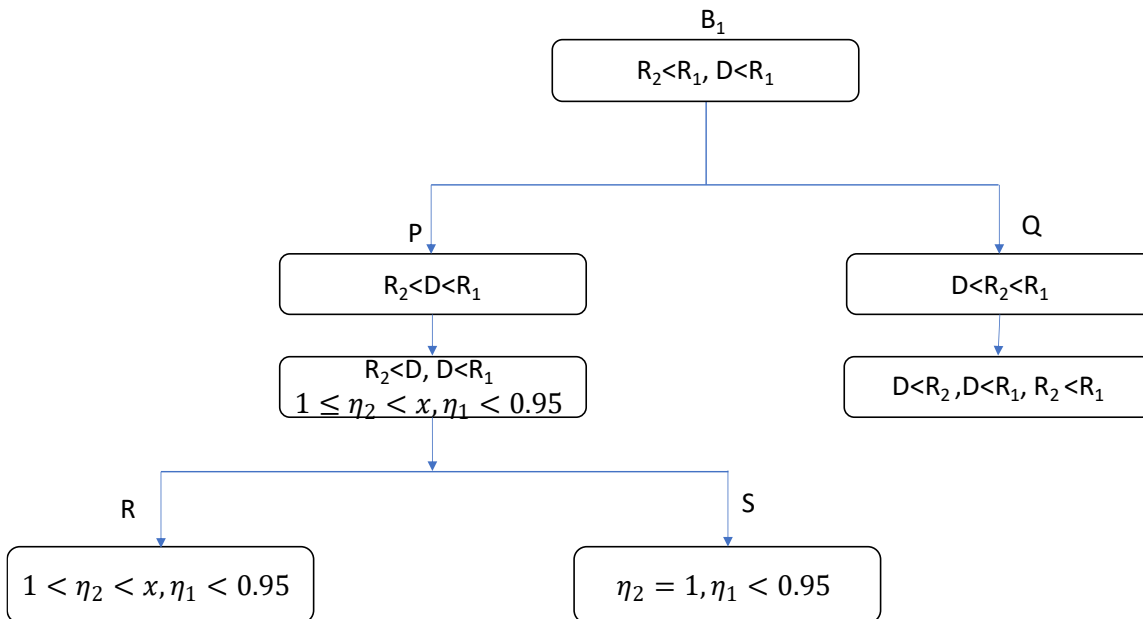 B₁
R₂<R₁, D<R₁
P
Q
R₂<D<R₁
D<R₂<R₁
R₂<D, D<R₁
1 ≤ η₂ < x, η₁ < 0.95
D<R₂ ,D<R₁, R₂<R₁
R
S
1 < η₂ < x, η₁ < 0.95
η₂ = 1, η₁ < 0.95